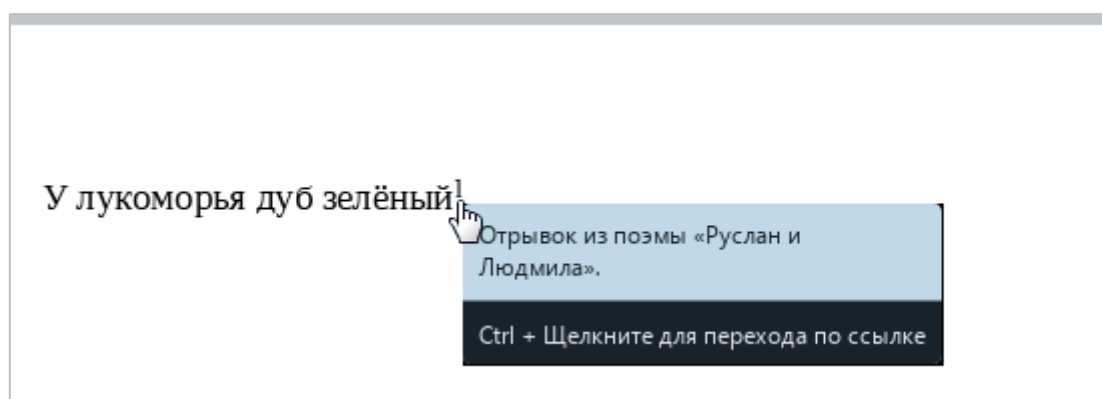 У лукоморья дуб зелёный1
Отрывок из поэмы «Руслан и
Людмила».
Ctrl + Щелкните для перехода по ссылке